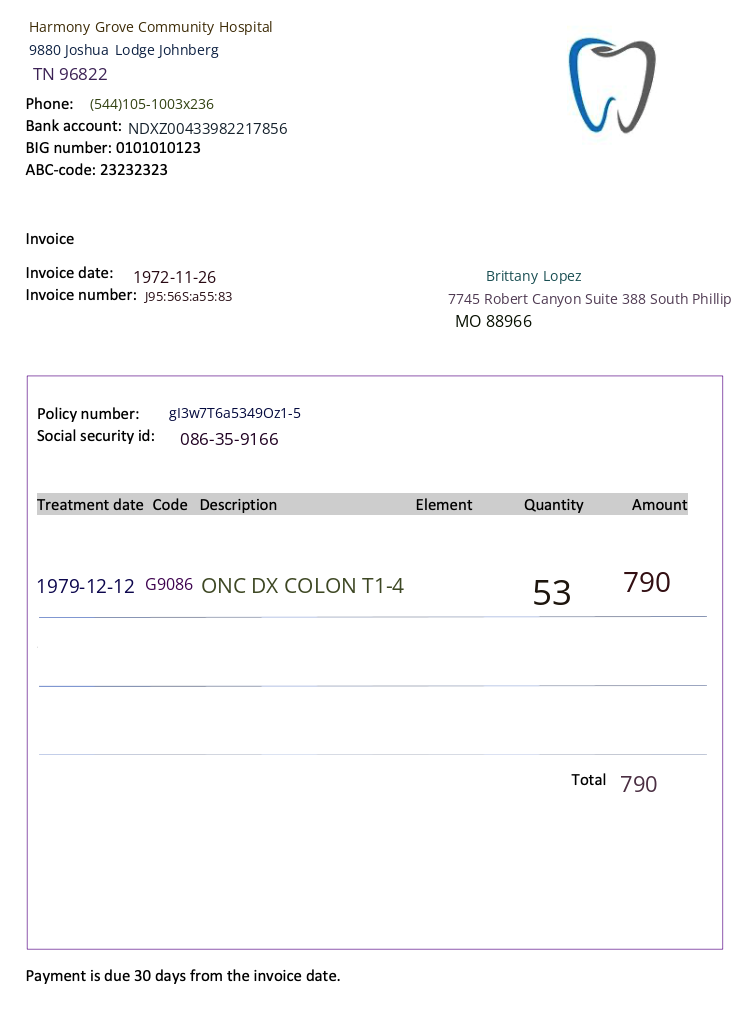 Harmony Grove Community Hospital
9880 Joshua Lodge Johnberg
TN 96822
Phone: (544)105-1003x236
Bank account: NDXZ00433982217856
BIG number: 0101010123
ABC-code: 23232323
Invoice
Invoice date: 1972-11-26
Invoice number: J95:56S:a55:83
Brittany Lopez
7745 Robert Canyon Suite 388 South Phillip
MO 88966
Policy number: gI3w7T6a5349Oz1-5
Social security id: 086-35-9166
Treatment date Code Description Element Quantity Amount
1979-12-12 G9086 ONC DX COLON T1-4 53 790
Total 790
Payment is due 30 days from the invoice date.